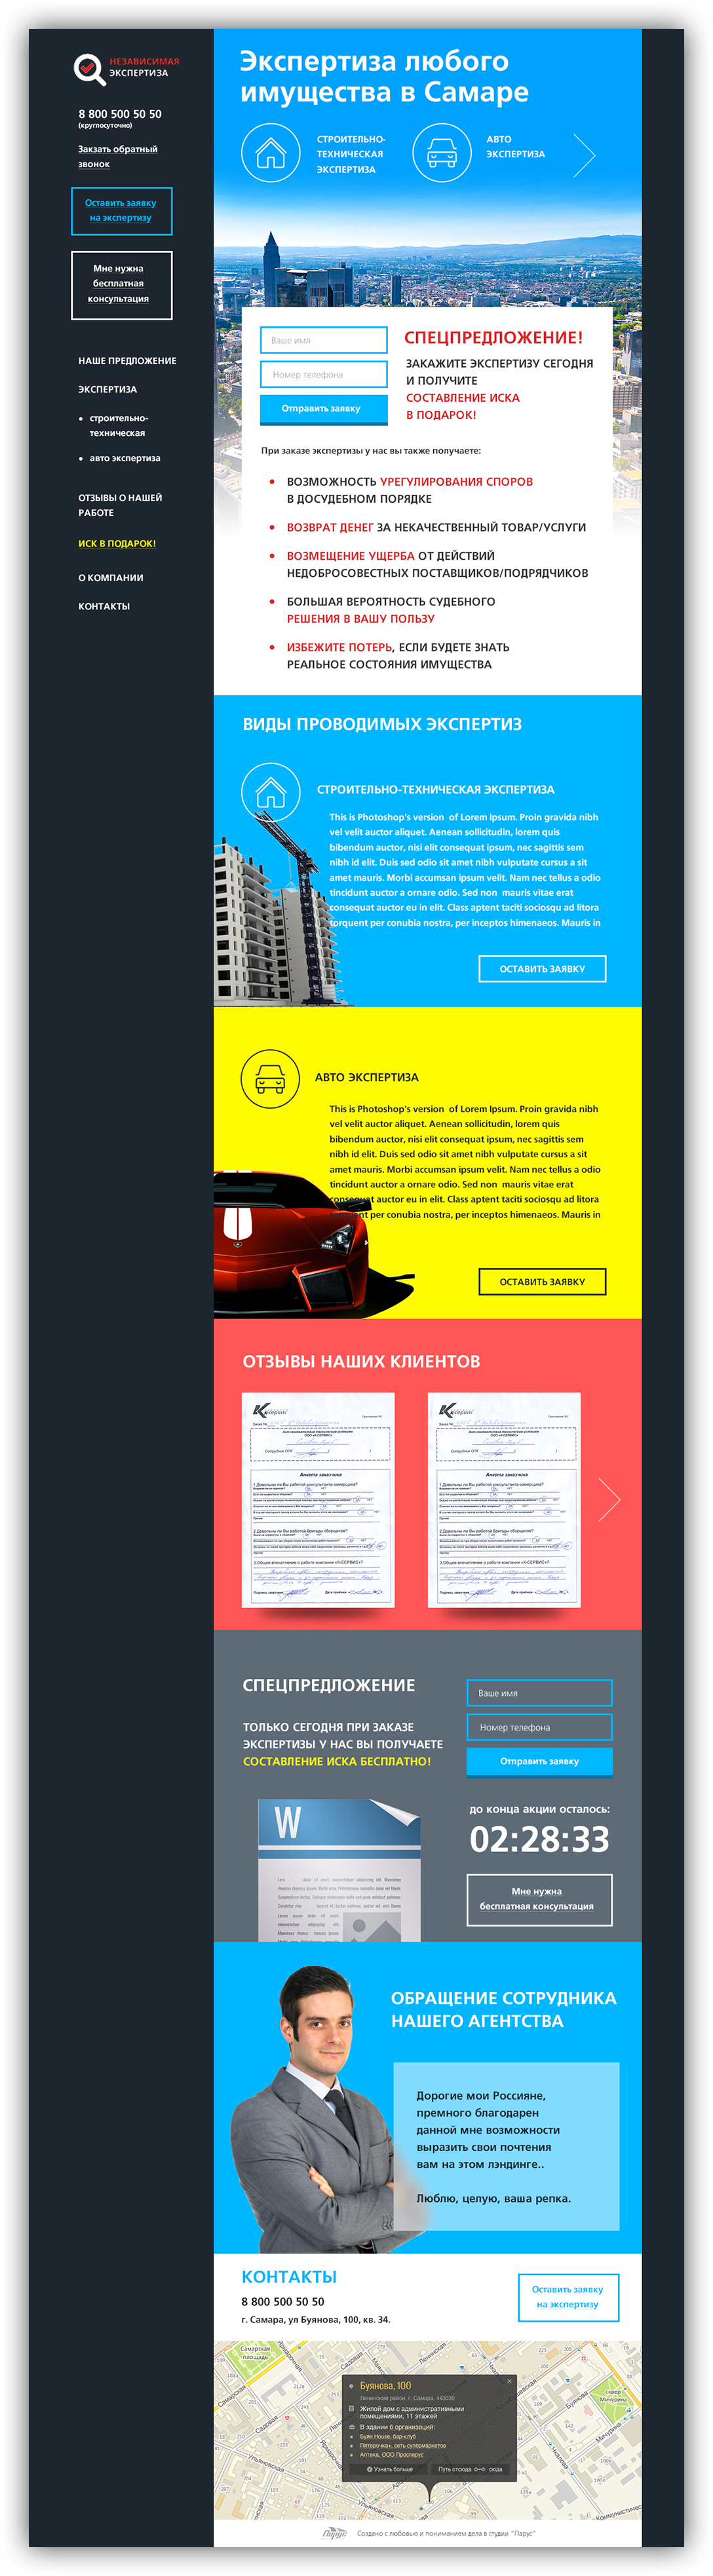 НЕЗАВИСИМАЯ
ЭКСПЕРТИЗА
8 800 500 50 50
(круглосуточно)
Закзать обратный
звонок
Оставить заявку
на экспертизу
Мне нужна
бесплатная
консультация
НАШЕ ПРЕДЛОЖЕНИЕ
ЭКСПЕРТИЗА
строительно-
техническая
авто экспертиза
ОТЗЫВЫ О НАШЕЙ
РАБОТЕ
ИСК В ПОДАРОК!
О КОМПАНИИ
КОНТАКТЫ
Экспертиза любого
имущества в Самаре
СТРОИТЕЛЬНО-
ТЕХНИЧЕСКАЯ
ЭКСПЕРТИЗА
АВТО
ЭКСПЕРТИЗА
Ваше имя
Номер телефона
Отправить заявку
СПЕЦПРЕДЛОЖЕНИЕ!
ЗАКАЖИТЕ ЭКСПЕРТИЗУ СЕГОДНЯ
И ПОЛУЧИТЕ
СОСТАВЛЕНИЕ ИСКА
В ПОДАРОК!
При заказе экспертизы у нас вы также получаете:
ВОЗМОЖНОСТЬ УРЕГУЛИРОВАНИЯ СПОРОВ
В ДОСУДЕБНОМ ПОРЯДКЕ
ВОЗВРАТ ДЕНЕГ ЗА НЕКАЧЕСТВЕННЫЙ ТОВАР/УСЛУГИ
ВОЗМЕЩЕНИЕ УЩЕРБА ОТ ДЕЙСТВИЙ
НЕДОБРОСОВЕСТНЫХ ПОСТАВЩИКОВ/ПОДРЯДЧИКОВ
БОЛЬШАЯ ВЕРОЯТНОСТЬ СУДЕБНОГО
РЕШЕНИЯ В ВАШУ ПОЛЬЗУ
ИЗБЕЖИТЕ ПОТЕРЬ, ЕСЛИ БУДЕТЕ ЗНАТЬ
РЕАЛЬНОЕ СОСТОЯНИЯ ИМУЩЕСТВА
ВИДЫ ПРОВОДИМЫХ ЭКСПЕРТИЗ
СТРОИТЕЛЬНО-ТЕХНИЧЕСКАЯ ЭКСПЕРТИЗА
This is Photoshop's version of Lorem Ipsum. Proin gravida nibh
vel velit auctor aliquet. Aenean sollicitudin, lorem quis
bibendum auctor, nisi elit consequat ipsum, nec sagittis sem
nibh id elit. Duis sed odio sit amet nibh vulputate cursus a sit
amet mauris. Morbi accumsan ipsum velit. Nam nec tellus a odio
tincidunt auctor a ornare odio. Sed non mauris vitae erat
consequat auctor eu in elit. Class aptent taciti sociosqu ad litora
torquent per conubia nostra, per inceptos himenaeos. Mauris in
ОСТАВИТЬ ЗАЯВКУ
АВТО ЭКСПЕРТИЗА
This is Photoshop's version of Lorem Ipsum. Proin gravida nibh
vel velit auctor aliquet. Aenean sollicitudin, lorem quis
bibendum auctor, nisi elit consequat ipsum, nec sagittis sem
nibh id elit. Duis sed odio sit amet nibh vulputate cursus a sit
amet mauris. Morbi accumsan ipsum velit. Nam nec tellus a odio
tincidunt auctor a ornare odio. Sed non mauris vitae erat
consequat auctor eu in elit. Class aptent taciti sociosqu ad litora
per conubia nostra, per inceptos himenaeos. Mauris in
ОСТАВИТЬ ЗАЯВКУ
ОТЗЫВЫ НАШИХ КЛИЕНТОВ
Анкета заказчика
Анкета заказчика
СПЕЦПРЕДЛОЖЕНИЕ
ТОЛЬКО СЕГОДНЯ ПРИ ЗАКАЗЕ
ЭКСПЕРТИЗЫ У НАС ВЫ ПОЛУЧАЕТЕ
СОСТАВЛЕНИЕ ИСКА БЕСПЛАТНО!
W
Ваше имя
Номер телефона
Отправить заявку
до конца акции осталось:
02:28:33
Мне нужна
бесплатная консультация
ОБРАЩЕНИЕ СОТРУДНИКА
НАШЕГО АГЕНТСТВА
Дорогие мои Россияне,
премного благодарен
данной мне возможности
выразить свои почтения
вам на этом лэндинге..
Люблю, целую, ваша репка.
КОНТАКТЫ
8 800 500 50 50
г. Самара, ул Буянова, 100, кв. 34.
Оставить заявку
на экспертизу
Самарская
площадь
Буянова, 100
Ленинский район, г. Самара, 443030
Жилой дом с административными
помещениями, 11 этажей
В здании 6 организаций:
Буян House, бар-клуб
Пятерочка+, сеть супермаркетов
Аптека, ООО Просперус
Узнать больше
Путь отсюда
сюда
сквер
Мичурина
Создано с любовью и пониманием дела в студии "Парус"